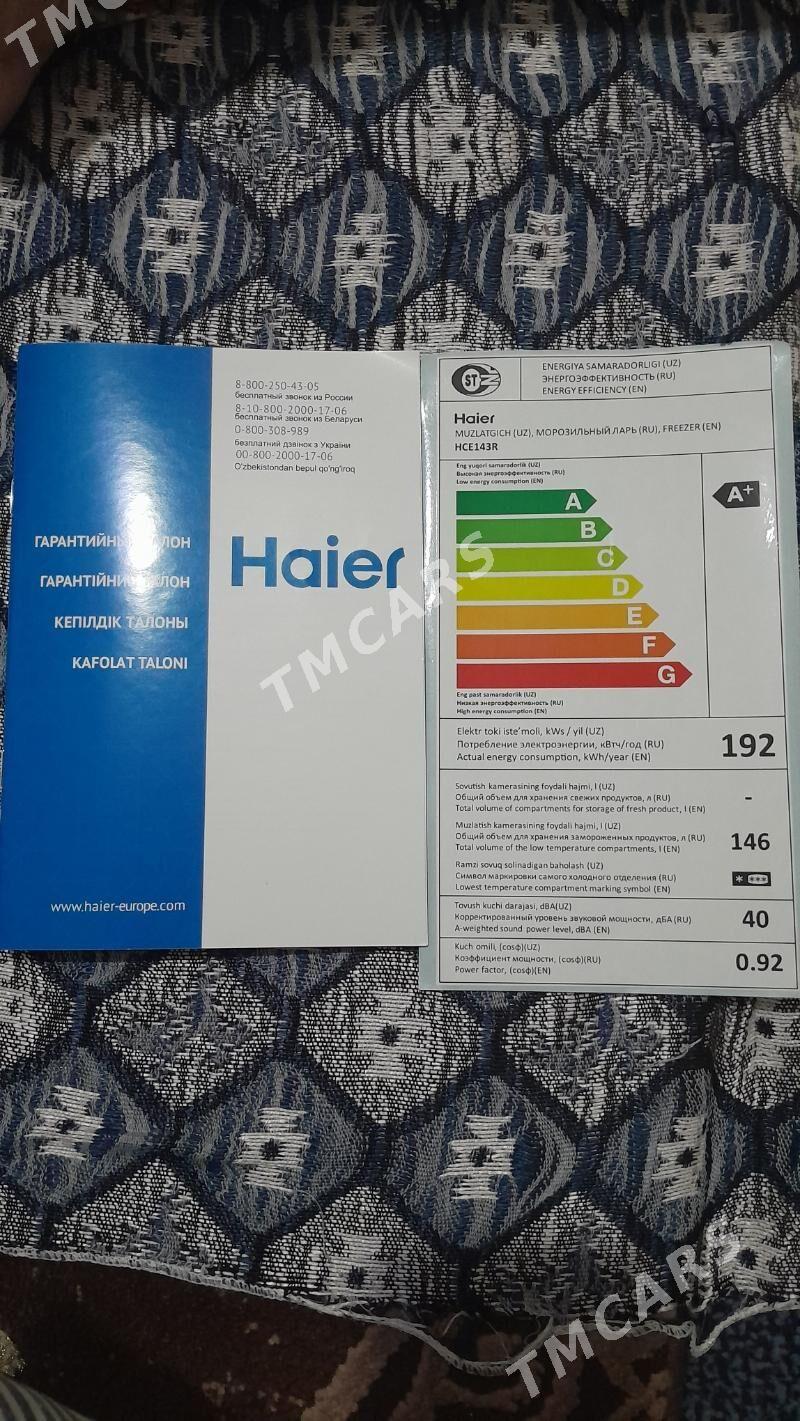 TMCARS
8-800-250-43-05
бесплатный звонок из России
8-10-800-2000-17-06
бесплатный звонок из Беларуси
0-800-308-989
безплатний дзвінок з України
00-800-2000-17-06
O'zbekistondan bepul qo'ng'iroq
ГАРАНТИЙНЫЙ ТАЛОН
ГАРАНТІЙНИЙ ТАЛОН
КЕПІЛДІК ТАЛОНЫ
KAFOLAT TALONI
Haier
www.haier-europe.com
ST
ENERGIYA SAMARADORLIGI (UZ)
ЭНЕРГОЭФФЕКТИВНОСТЬ (RU)
ENERGY EFFICIENCY (EN)
Haier
MUZLATGICH (UZ), МОРОЗИЛЬНЫЙ ЛАРЬ (RU), FREEZER (EN)
HCE143R
Eng yuqori samaradorlik (UZ)
Высокая энергоэффективность (RU)
Low energy consumption (EN)
A
A+
B
C
D
E
F
G
Eng past samaradorlik (UZ)
Низкая энергоэффективность (RU)
High energy consumption (EN)
Elektr toki iste'moli, kWs / yil (UZ)
Потребление электроэнергии, кВтч/год (RU)
Actual energy consumption, kWh/year (EN)
192
Sovutish kamerasining foydali hajmi, l (UZ)
Общий объем для хранения свежих продуктов, л (RU)
Total volume of compartments for storage of fresh product, l (EN)
-
Muzlatish kamerasining foydali hajmi, l (UZ)
Общий объем для хранения замороженных продуктов, л (RU)
Total volume of the low temperature compartments, l (EN)
146
Ramzi sovuq solinadigan baholash (UZ)
Символ маркировки самого холодного отделения (RU)
Lowest temperature compartment marking symbol (EN)
* ***
Tovush kuchi darajasi, dBA(UZ)
Корректированный уровень звуковой мощности, дБА (RU)
A-weighted sound power level, dBA (EN)
40
Kuch omili, (cosф)(UZ)
Коэффициент мощности, (cosф)(RU)
Power factor, (cosф)(EN)
0.92
TMCARS
TMCARS